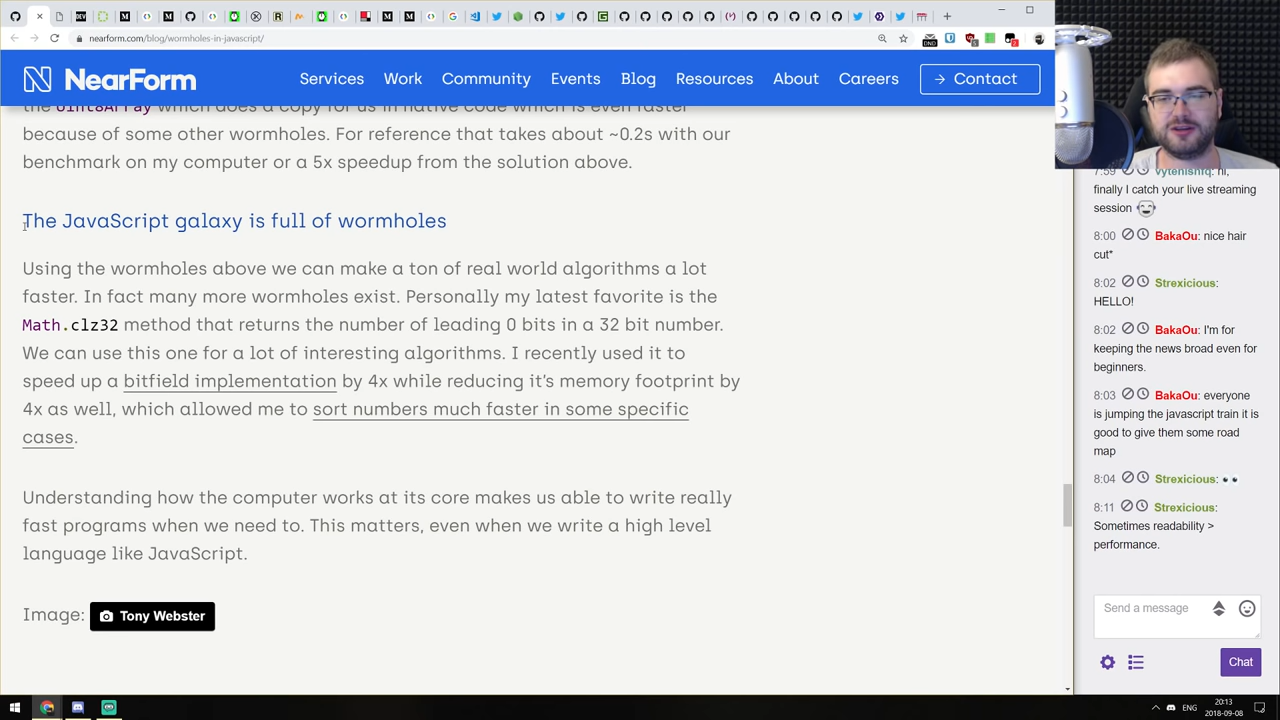 nearform.com/blog/wormholes-in-javascript/
DND
NearForm
Services
Work
Community
Events
Blog
Resources
About
Careers
→ Contact
the Uint8Array which does a copy for us in native code which is even faster
because of some other wormholes. For reference that takes about ~0.2s with our
benchmark on my computer or a 5x speedup from the solution above.
The JavaScript galaxy is full of wormholes
Using the wormholes above we can make a ton of real world algorithms a lot
faster. In fact many more wormholes exist. Personally my latest favorite is the
Math.clz32 method that returns the number of leading 0 bits in a 32 bit number.
We can use this one for a lot of interesting algorithms. I recently used it to
speed up a bitfield implementation by 4x while reducing it's memory footprint by
4x as well, which allowed me to sort numbers much faster in some specific
cases.
Understanding how the computer works at its core makes us able to write really
fast programs when we need to. This matters, even when we write a high level
language like JavaScript.
Image: Tony Webster
7:59 vytenisnfq: hi,
finally I catch your live streaming
session
8:00 BakaOu: nice hair
cut*
8:02 Strexicious:
HELLO!
8:02 BakaOu: I'm for
keeping the news broad even for
beginners.
8:03 BakaOu: everyone
is jumping the javascript train it is
good to give them some road
map
8:04 Strexicious:
8:11 Strexicious:
Sometimes readability >
performance.
Send a message
Chat
ENG
20:13
2018-09-08